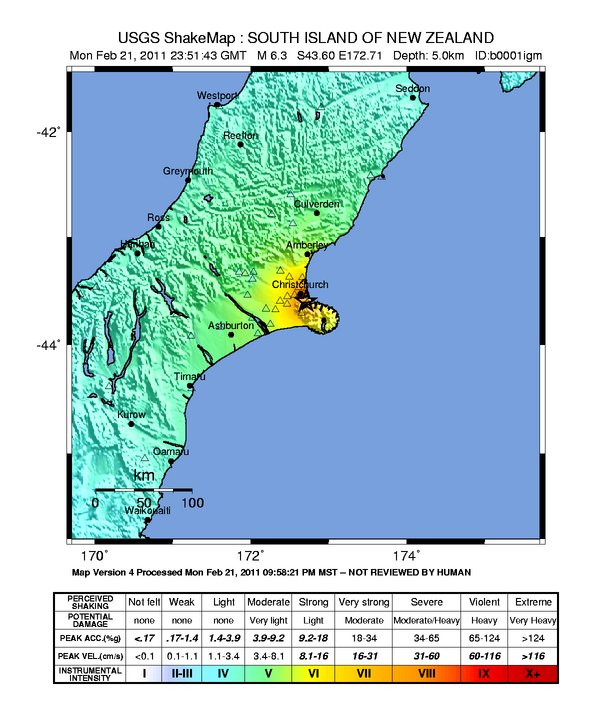 USGS ShakeMap : SOUTH ISLAND OF NEW ZEALAND
Mon Feb 21, 2011 23:51:43 GMT M 6.3 S43.60 E172.71 Depth: 5.0km ID:b0001igm
Seddon
Westport
-42°
Reefton
Greymouth
Culverden
Ross
Amberley
Harihari
Christchurch
Ashburton
-44°
Timaru
Kurow
Oamaru
km
0 50 100
Waikouaiti
170° 172° 174°
Map Version 4 Processed Mon Feb 21, 2011 09:58:21 PM MST -- NOT REVIEWED BY HUMAN
PERCEIVED SHAKING Not felt Weak Light Moderate Strong Very strong Severe Violent Extreme
POTENTIAL DAMAGE none none none Very light Light Moderate Moderate/Heavy Heavy Very Heavy
PEAK ACC.(%g) <.17 .17-1.4 1.4-3.9 3.9-9.2 9.2-18 18-34 34-65 65-124 >124
PEAK VEL.(cm/s) <0.1 0.1-1.1 1.1-3.4 3.4-8.1 8.1-16 16-31 31-60 60-116 >116
INSTRUMENTAL INTENSITY I II-III IV V VI VII VIII IX X+